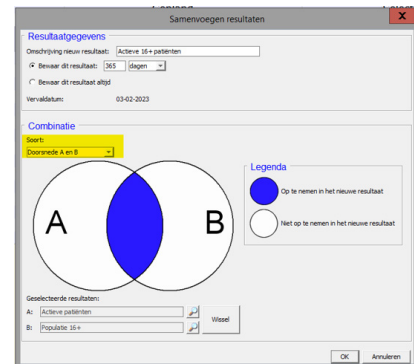 Samenvoegen resultaten
X
Resultaatgegevens
Omschrijving nieuw resultaat: Actieve 16+ patiënten
Bewaar dit resultaat: 365 dagen
Bewaar dit resultaat altijd
Vervaldatum: 03-02-2023
Combinatie
Soort:
Doorsnede A en B
Legenda
Op te nemen in het nieuwe resultaat
A B
Niet op te nemen in het nieuwe resultaat
Geselecteerde resultaten:
A: Actieve patiënten
Wissel
B: Populatie 16+
OK Annuleren